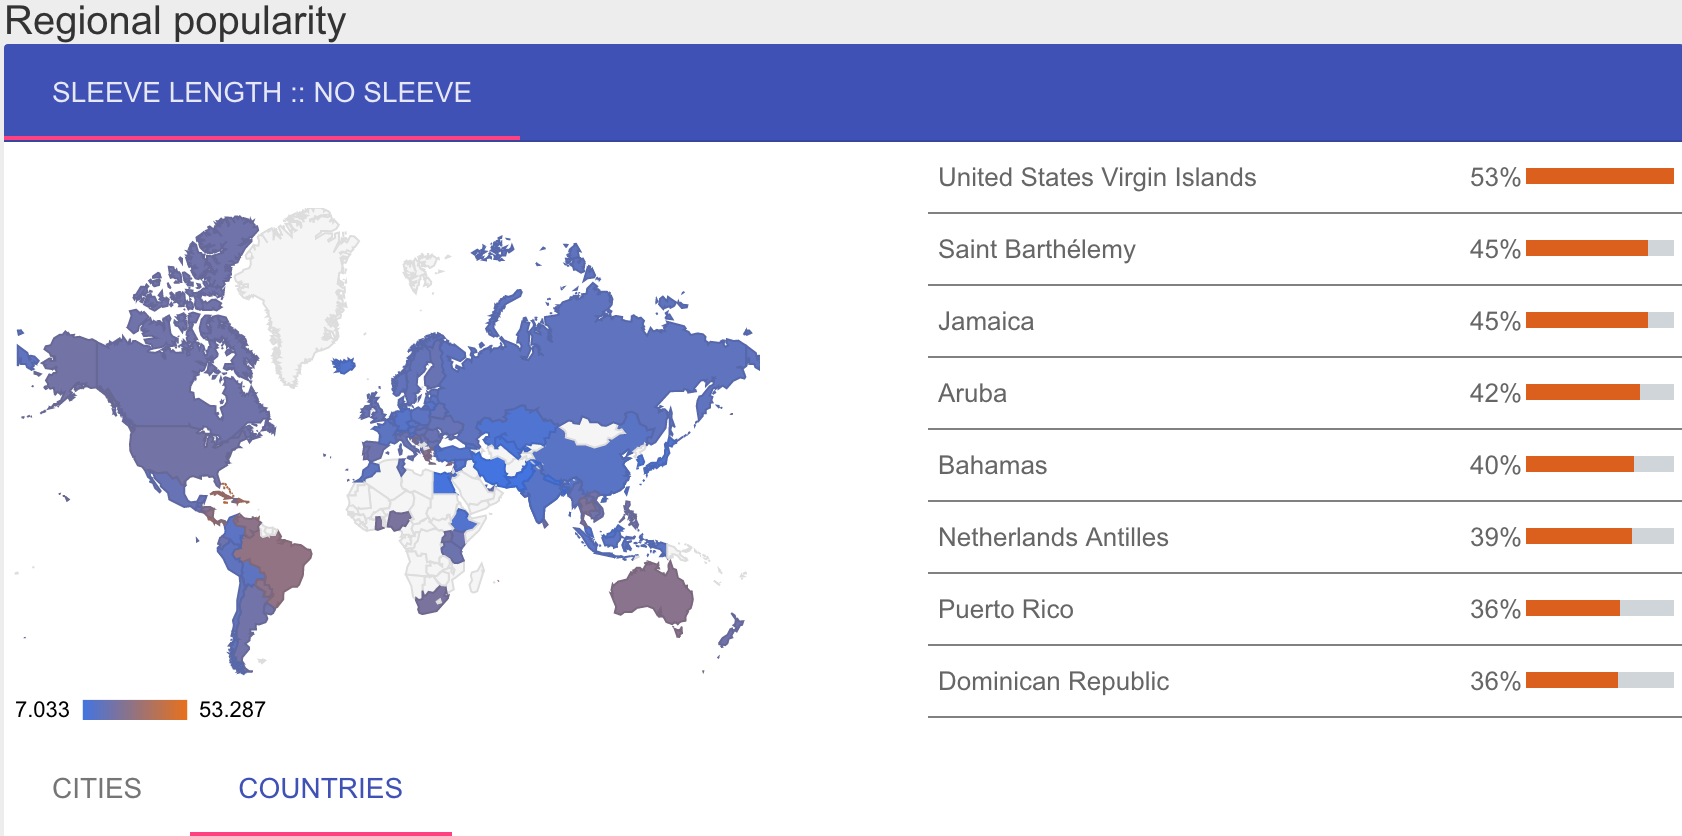 Regional popularity
SLEEVE LENGTH :: NO SLEEVE
United States Virgin Islands 53%
Saint Barthélemy 45%
Jamaica 45%
Aruba 42%
Bahamas 40%
Netherlands Antilles 39%
Puerto Rico 36%
Dominican Republic 36%
7.033 53.287
CITIES COUNTRIES